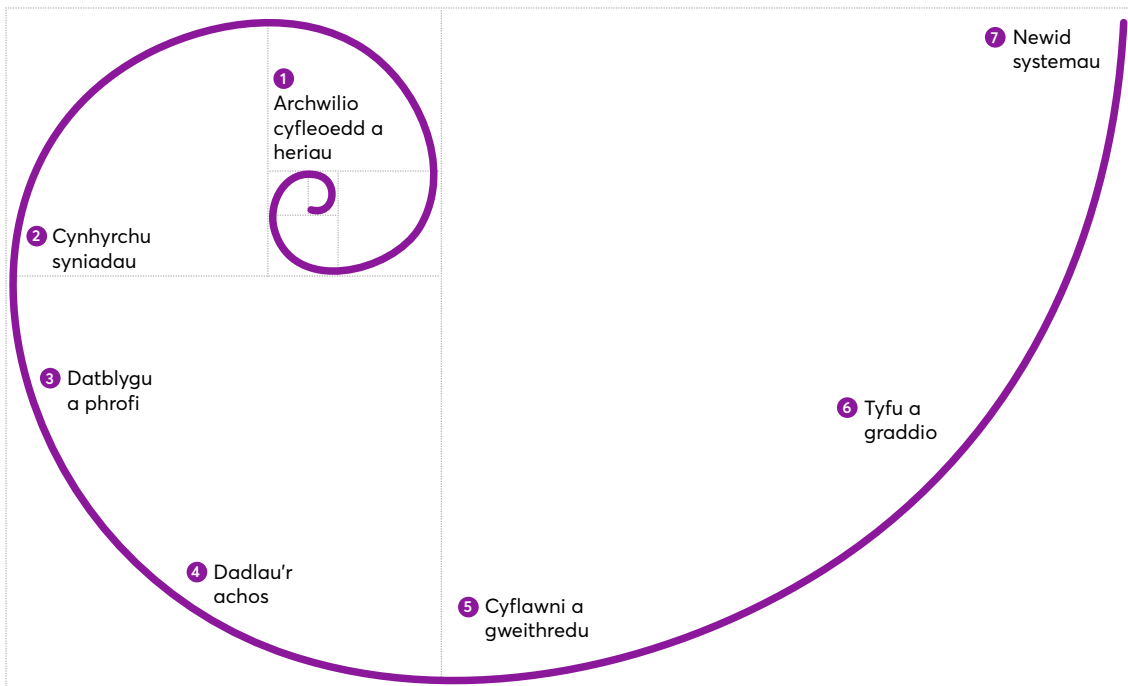 1
Archwilio
cyfleoedd a
heriau
2 Cynhyrchu
syniadau
3 Datblygu
a phrofi
4 Dadlau'r
achos
5 Cyflawni a
gweithredu
6 Tyfu a
graddio
7 Newid
systemau